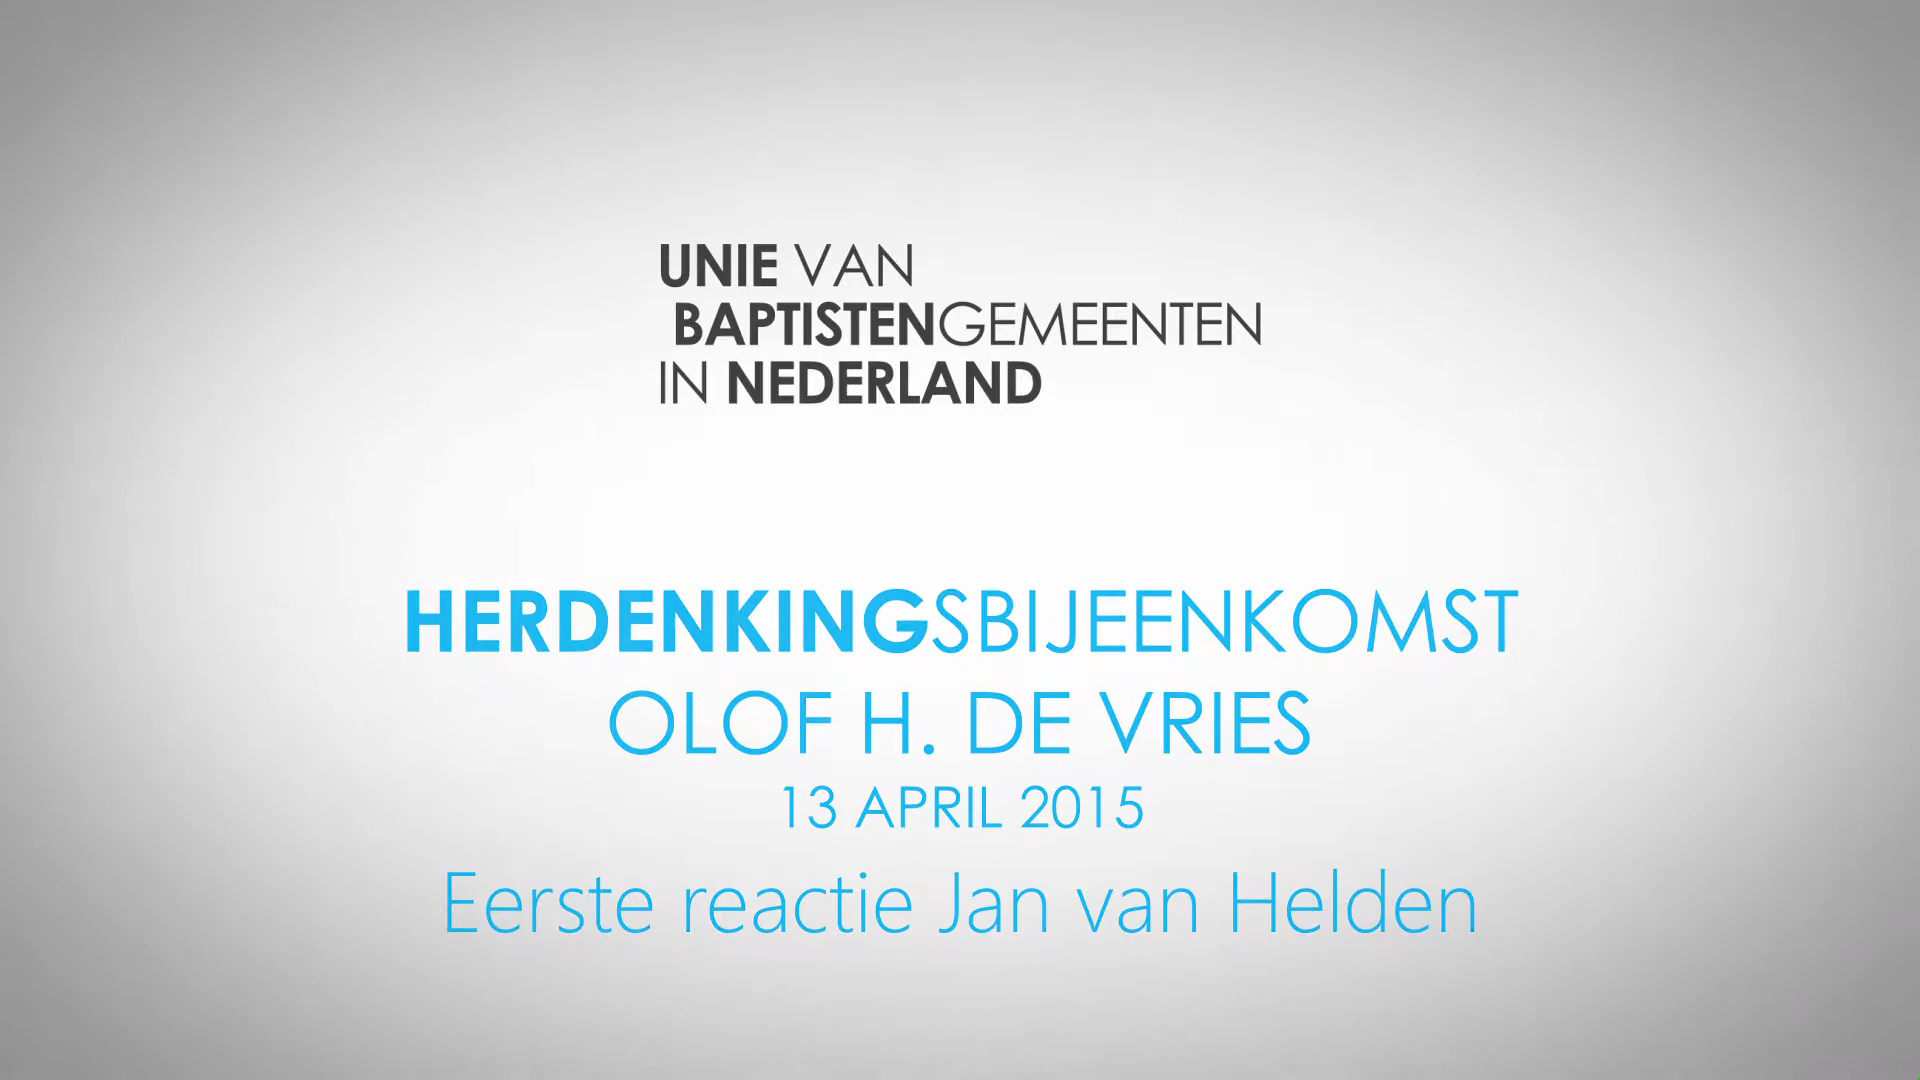 UNIE VAN
BAPTISTENGEMEENTEN
IN NEDERLAND
HERDENKINGSBIJEENKOMST
OLOF H. DE VRIES
13 APRIL 2015
Eerste reactie Jan van Helden